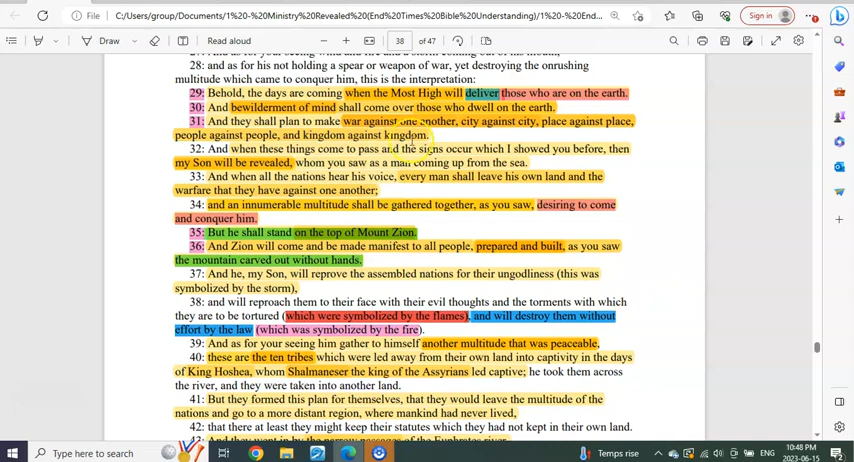 File
C:/Users/group/Documents/1%20-%20Ministry%20Revealed%20(End%20Times%20Bible%20Understanding)/1%20-%20End...
Sign in
Draw
Read aloud
38 of 47
28: and as for his not holding a spear or weapon of war, yet destroying the onrushing
multitude which came to conquer him, this is the interpretation:
29: Behold, the days are coming when the Most High will deliver those who are on the earth.
30: And bewilderment of mind shall come over those who dwell on the earth.
31: And they shall plan to make war against one another, city against city, place against place,
people against people, and kingdom against kingdom.
32: And when these things come to pass and the signs occur which I showed you before, then
my Son will be revealed, whom you saw as a man coming up from the sea.
33: And when all the nations hear his voice, every man shall leave his own land and the
warfare that they have against one another;
34: and an innumerable multitude shall be gathered together, as you saw, desiring to come
and conquer him.
35: But he shall stand on the top of Mount Zion.
36: And Zion will come and be made manifest to all people, prepared and built, as you saw
the mountain carved out without hands.
37: And he, my Son, will reprove the assembled nations for their ungodliness (this was
symbolized by the storm),
38: and will reproach them to their face with their evil thoughts and the torments with which
they are to be tortured (which were symbolized by the flames), and will destroy them without
effort by the law (which was symbolized by the fire).
39: And as for your seeing him gather to himself another multitude that was peaceable,
40: these are the ten tribes which were led away from their own land into captivity in the days
of King Hoshea, whom Shalmaneser the king of the Assyrians led captive; he took them across
the river, and they were taken into another land.
41: But they formed this plan for themselves, that they would leave the multitude of the
nations and go to a more distant region, where mankind had never lived,
42: that there at least they might keep their statutes which they had not kept in their own land.
43: And they went in by the narrow passages of the Euphrates river.
Type here to search
Temps rise
ENG
10:48 PM
2023-06-15